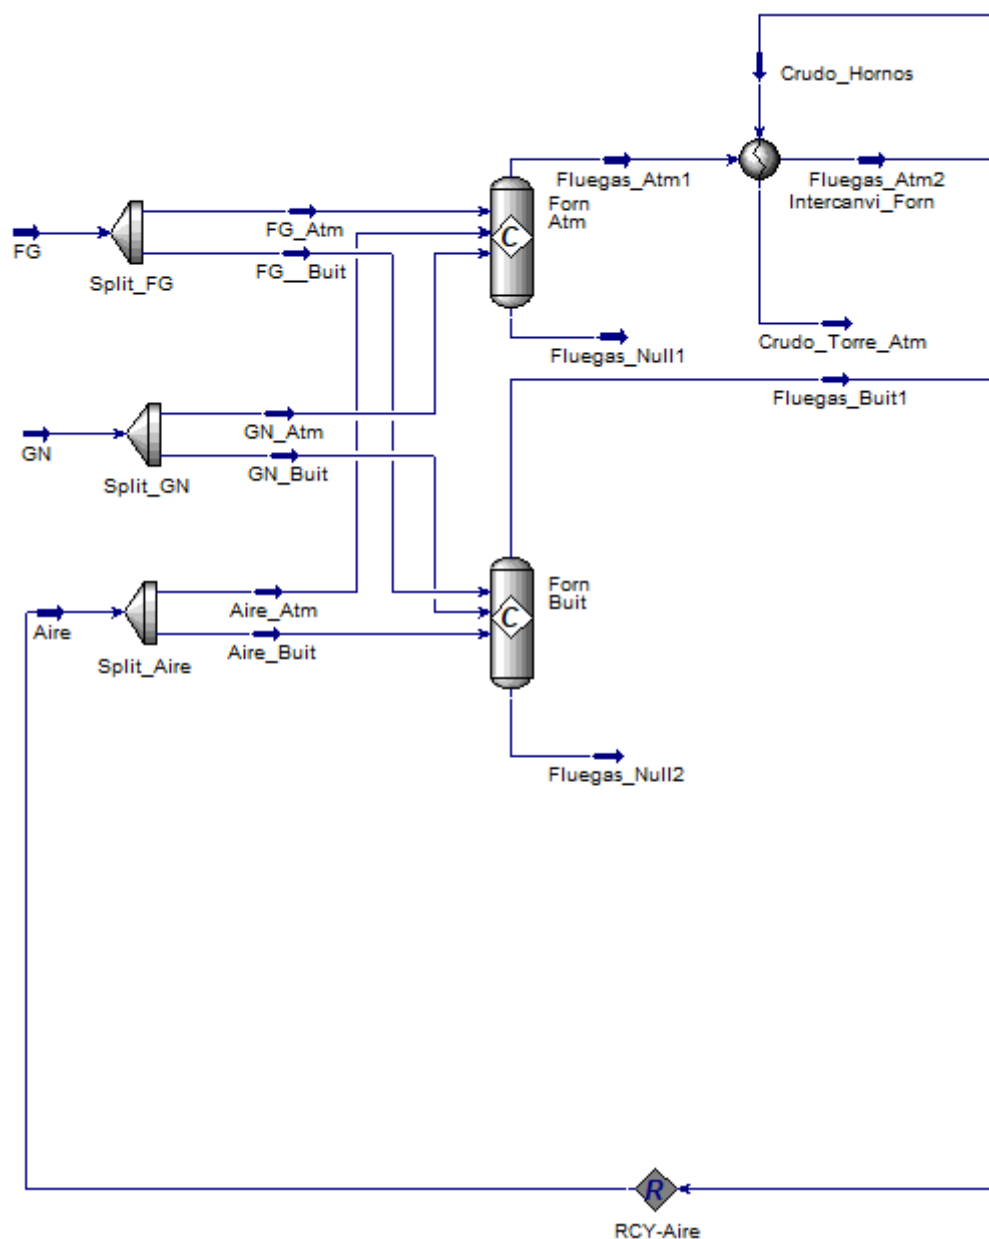 Crudo_Hornos
Fluegas_Atm1
Fluegas_Atm2
Intercanvi_Forn
Forn
Atm
C
FG_Atm
FG
FG__Buit
Split_FG
Crudo_Torre_Atm
Fluegas_Null1
Fluegas_Buit1
GN_Atm
GN
GN_Buit
Split_GN
Forn
Buit
C
Aire_Atm
Aire
Aire_Buit
Split_Aire
Fluegas_Null2
R
RCY-Aire